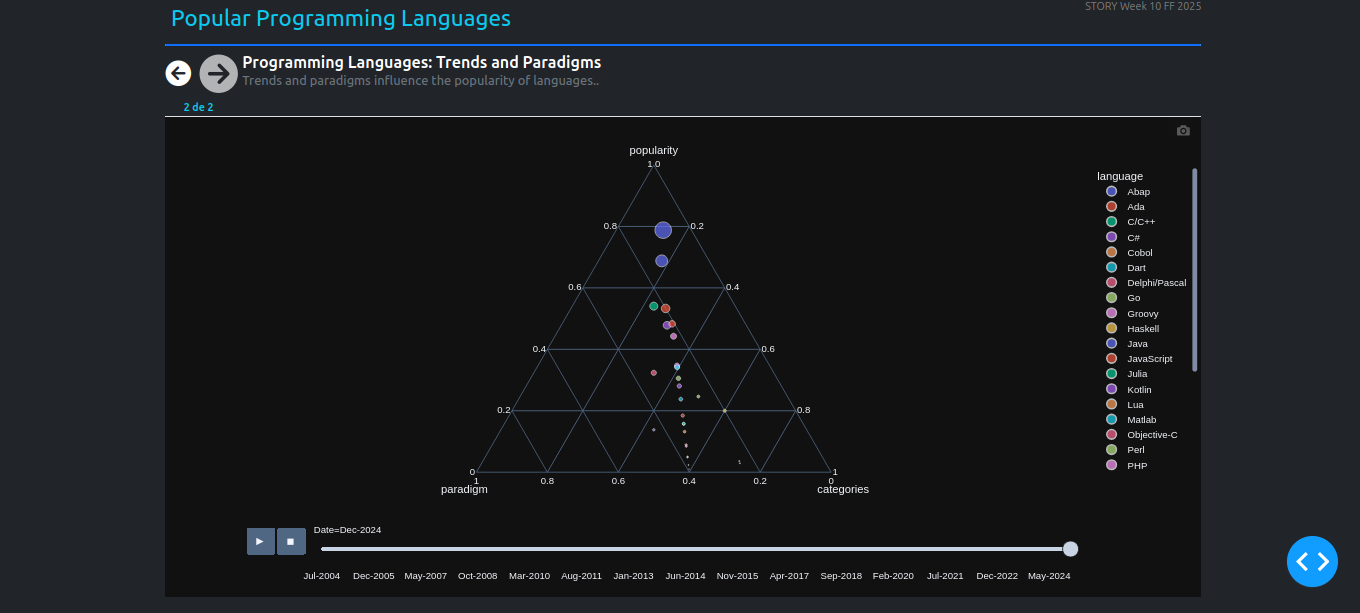 Popular Programming Languages
STORY Week 10 FF 2025
Programming Languages: Trends and Paradigms
Trends and paradigms influence the popularity of languages..
2 de 2
popularity
1.0
0.8
0.2
0.6
0.4
0.4
0.6
0.2
0.8
0
1
1
0.8
0.6
0.4
0.2
0
paradigm
categories
language
Abap
Ada
C/C++
C#
Cobol
Dart
Delphi/Pascal
Go
Groovy
Haskell
Java
JavaScript
Julia
Kotlin
Lua
Matlab
Objective-C
Perl
PHP
Date=Dec-2024
Jul-2004 Dec-2005 May-2007 Oct-2008 Mar-2010 Aug-2011 Jan-2013 Jun-2014 Nov-2015 Apr-2017 Sep-2018 Feb-2020 Jul-2021 Dec-2022 May-2024